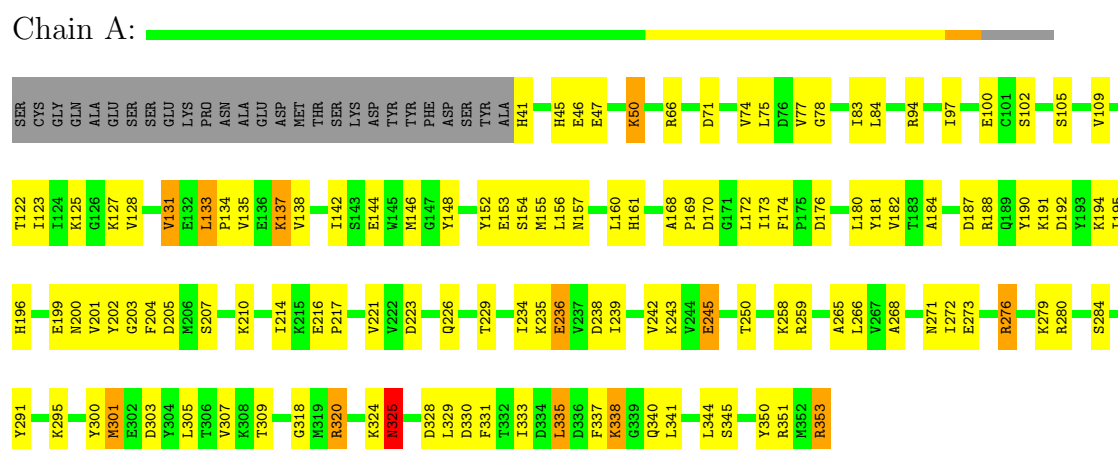 Chain A:
SER CYS GLY GLN ALA GLU SER SER GLU LYS PRO ASN ALA GLU ASP MET THR SER LYS ASP TYR TYR PHE ASP SER TYR ALA H41 H45 E46 E47 K50 R66 D71 V74 L75 D76 V77 G78 I83 L84 R94 I97 E100 C101 S102 S105 V109
T122 I123 I124 K125 G126 K127 V128 V131 E132 L133 P134 V135 E136 K137 V138 I142 S143 E144 W145 M146 G147 Y148 Y152 E153 S154 M155 L156 N157 L160 H161 A168 P169 D170 G171 L172 I173 F174 P175 D176 L180 Y181 V182 T183 A184 D187 R188 Q189 Y190 K191 D192 Y193 K194 I195
H196 E199 N200 V201 Y202 G203 F204 D205 M206 S207 K210 I214 K215 E216 P217 V221 V222 D223 Q226 T229 I234 K235 E236 V237 D238 I239 V242 K243 V244 E245 T250 K258 R259 A265 L266 V267 A268 N271 I272 E273 R276 K279 R280 S284
Y291 K295 Y300 M301 E302 D303 Y304 L305 T306 V307 K308 T309 G318 M319 R320 K324 N325 D328 L329 D330 F331 T332 I333 D334 L335 D336 F337 K338 G339 Q340 L341 L344 S345 Y350 R351 M352 R353